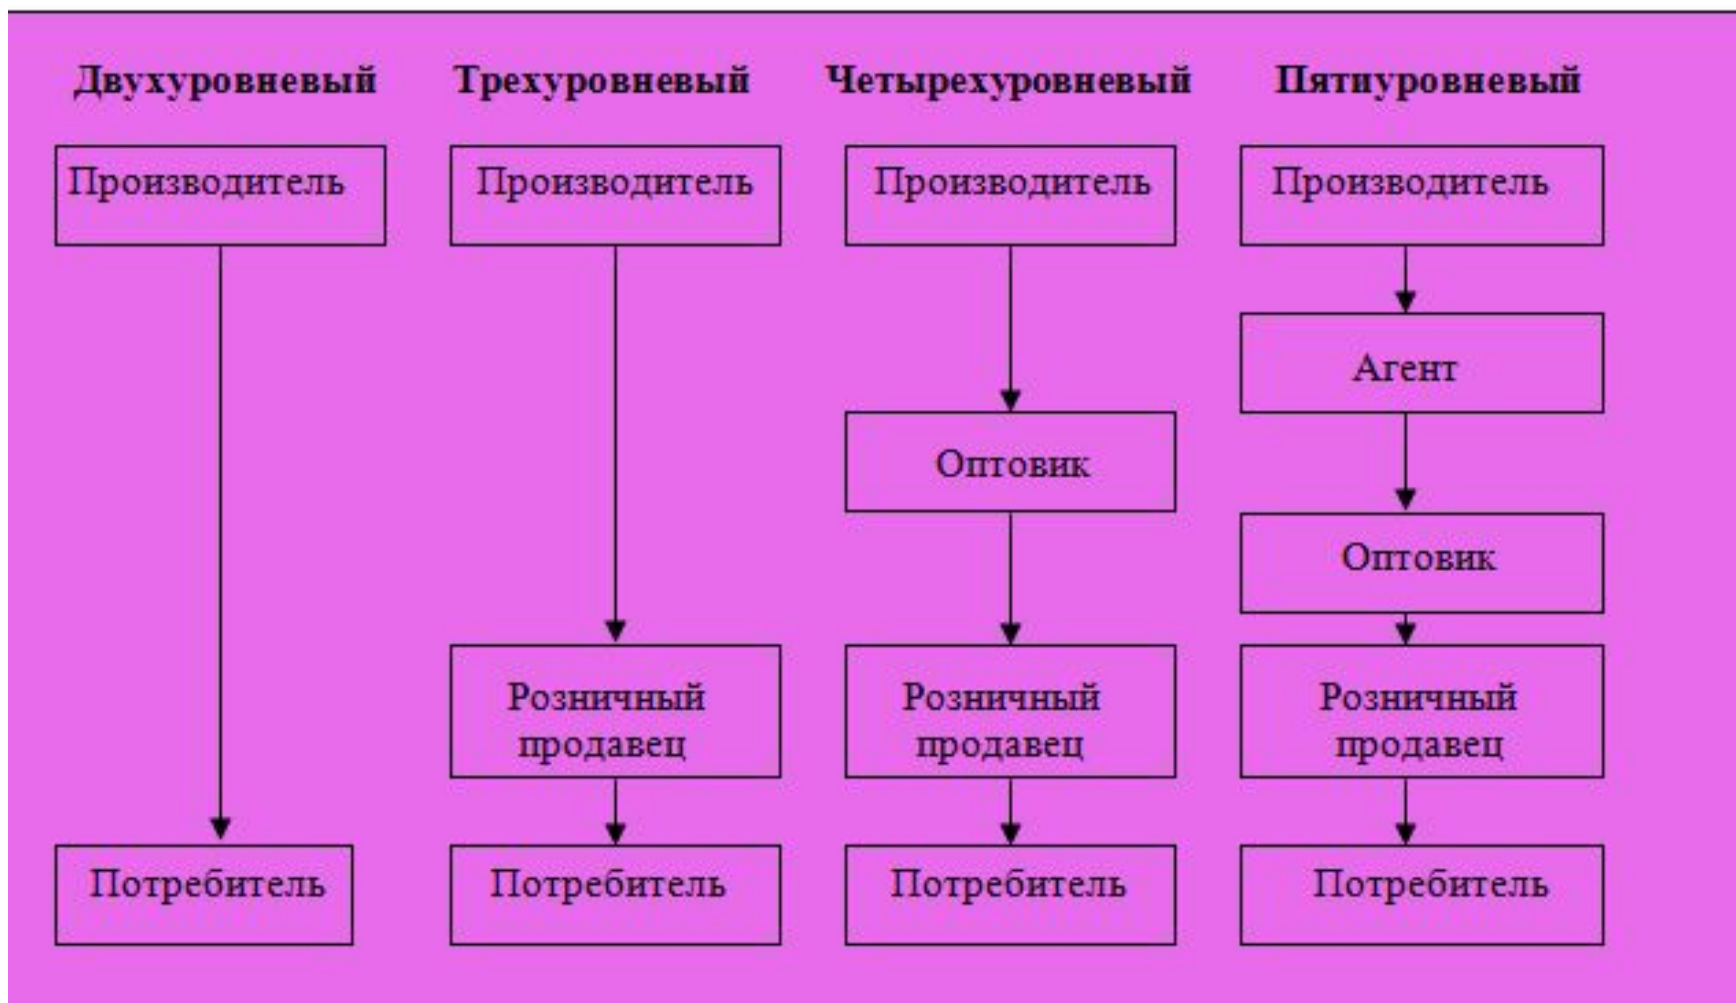 Двухуровневый
Трехуровневый
Четырехуровневый
Пятиуровневый
Производитель
Производитель
Производитель
Производитель
Агент
Оптовик
Оптовик
Розничный
продавец
Розничный
продавец
Розничный
продавец
Потребитель
Потребитель
Потребитель
Потребитель